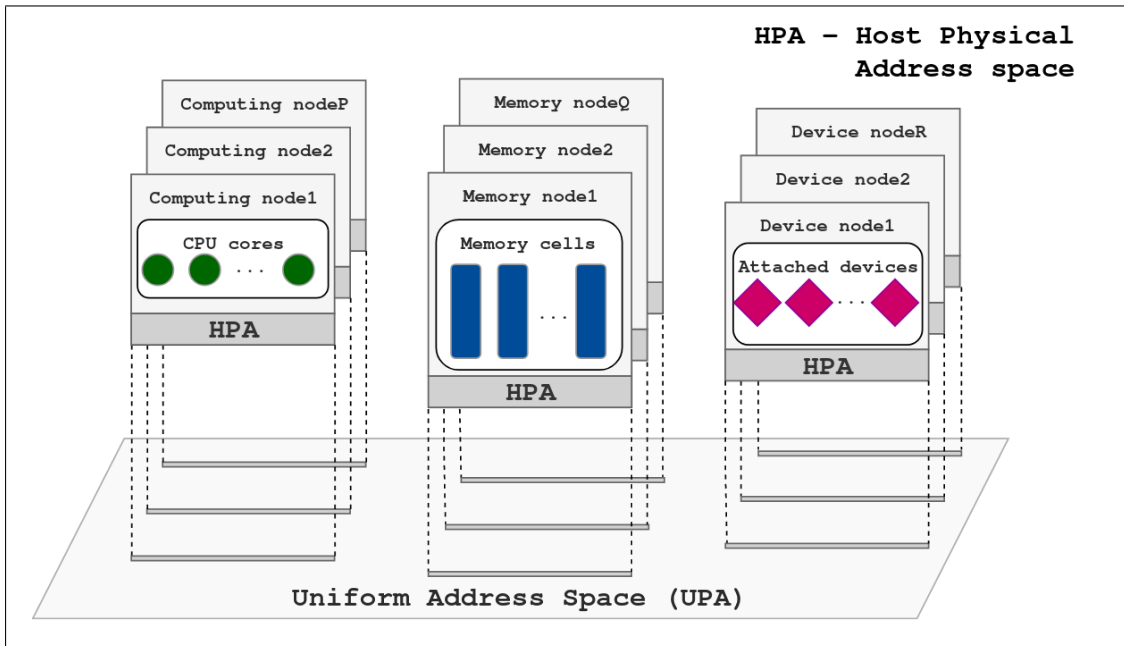 HPA – Host Physical
Address space
Computing nodeP
Computing node2
Computing node1
CPU cores
...
HPA
Memory nodeQ
Memory node2
Memory node1
Memory cells
...
HPA
Device nodeR
Device node2
Device node1
Attached devices
...
HPA
Uniform Address Space (UPA)